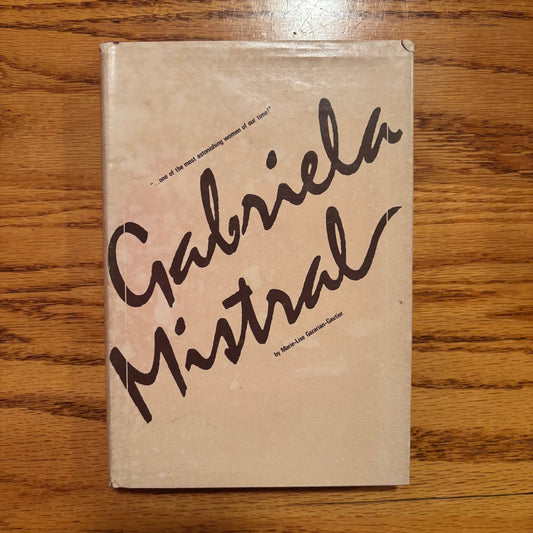 "...one of the most astonishing women of our time!"
Gabriela
Mistral
by Marie-Lise Gazarian-Gautier